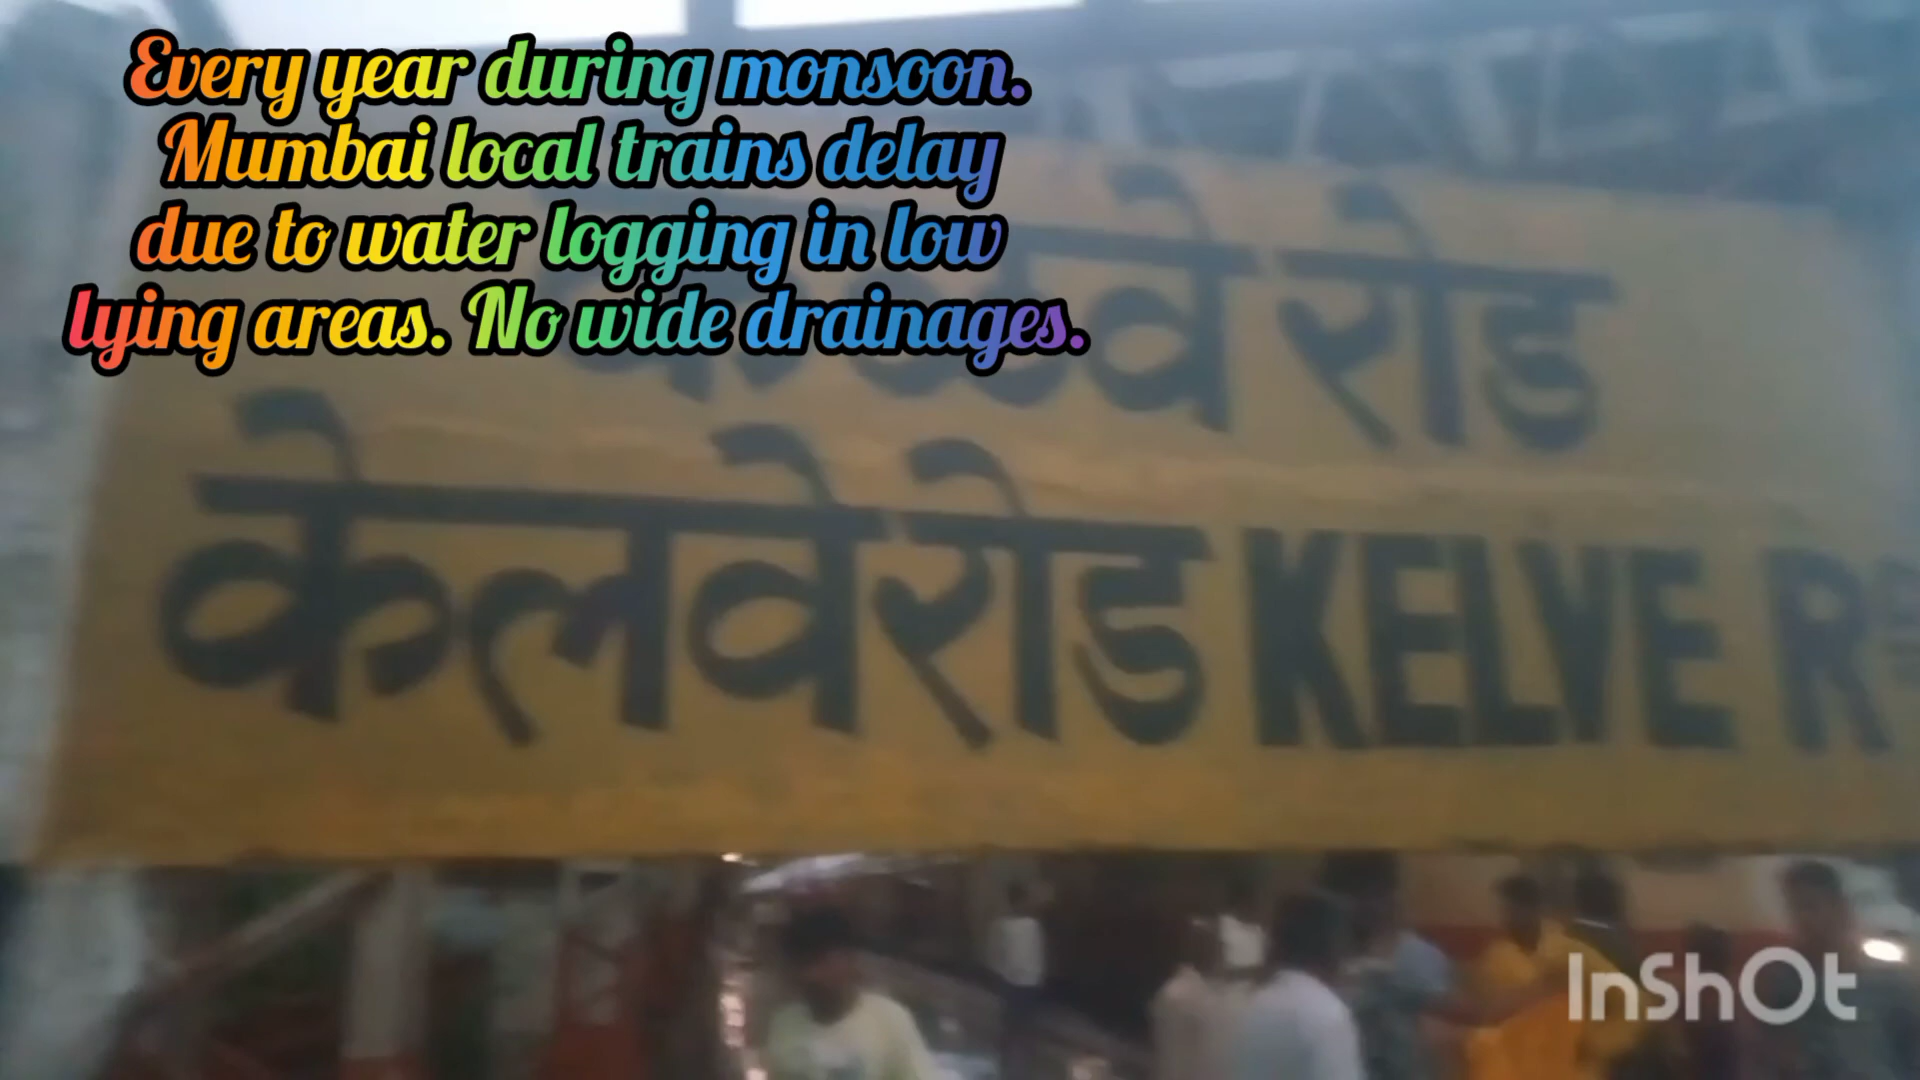 Every year during monsoon.
Mumbai local trains delay
due to water logging in low
lying areas. No wide drainages.
केळवे रोड
केलवे रोड KELVE R
InShOt